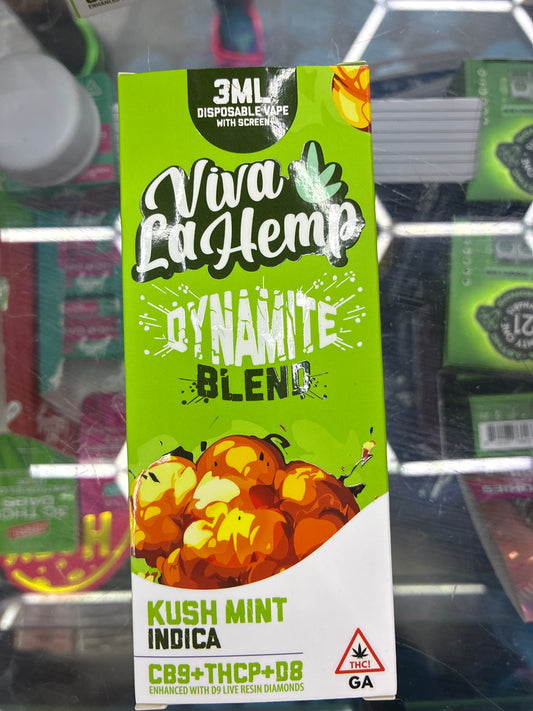 3ML
DISPOSABLE VAPE
WITH SCREEN
Viva
La Hemp
DYNAMITE
BLEND
KUSH MINT
INDICA
CB9+THCP+D8
ENHANCED WITH D9 LIVE RESIN DIAMONDS
THC!
GA
21